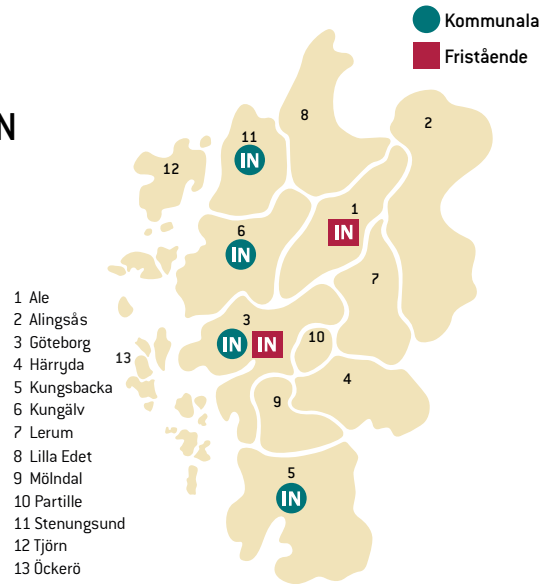 Kommunala
Fristående
N
8
2
11
12
IN
1
6
IN
IN
7
3
10
IN
IN
13
4
9
5
IN
1 Ale
2 Alingsås
3 Göteborg
4 Härryda
5 Kungsbacka
6 Kungälv
7 Lerum
8 Lilla Edet
9 Mölndal
10 Partille
11 Stenungsund
12 Tjörn
13 Öckerö